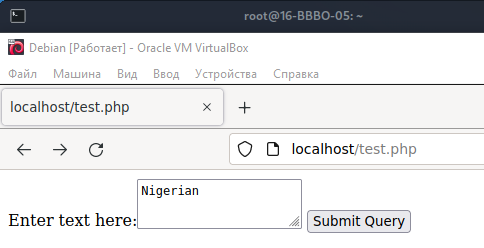 root@16-BBBO-05: ~
Debian [Работает] - Oracle VM VirtualBox
Файл Машина Вид Ввод Устройства Справка
localhost/test.php
localhost/test.php
Nigerian
Enter text here: Submit Query